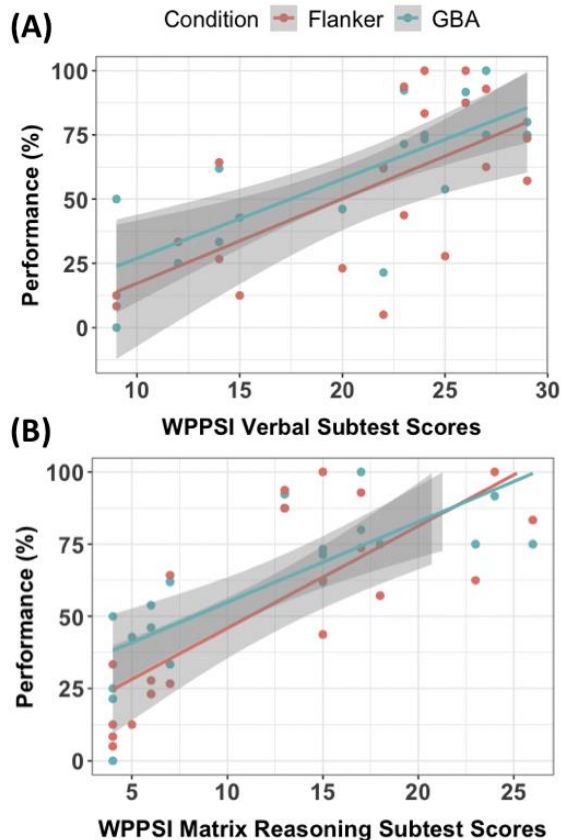 (A)
Condition Flanker GBA
100
75
50
25
0
Performance (%)
10 15 20 25 30
WPPSI Verbal Subtest Scores
(B)
100
75
50
25
0
Performance (%)
5 10 15 20 25
WPPSI Matrix Reasoning Subtest Scores